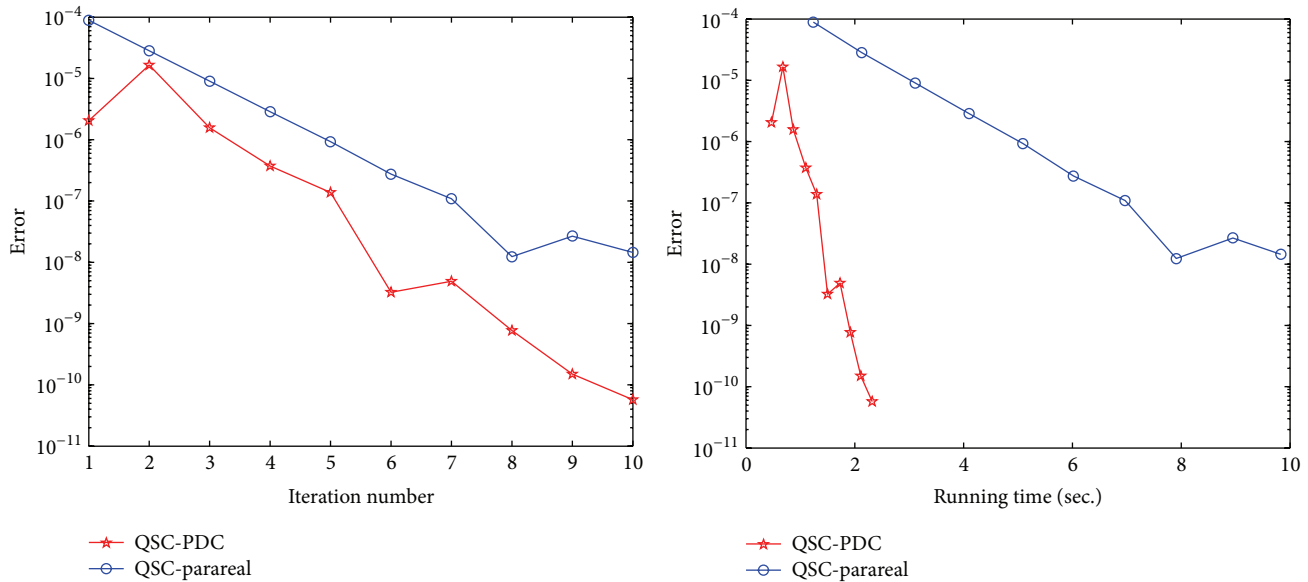 10⁻⁴
10⁻⁵
10⁻⁶
10⁻⁷
10⁻⁸
10⁻⁹
10⁻¹⁰
10⁻¹¹
Error
1 2 3 4 5 6 7 8 9 10
Iteration number
QSC-PDC
QSC-parareal
10⁻⁴
10⁻⁵
10⁻⁶
10⁻⁷
10⁻⁸
10⁻⁹
10⁻¹⁰
10⁻¹¹
Error
0 2 4 6 8 10
Running time (sec.)
QSC-PDC
QSC-parareal